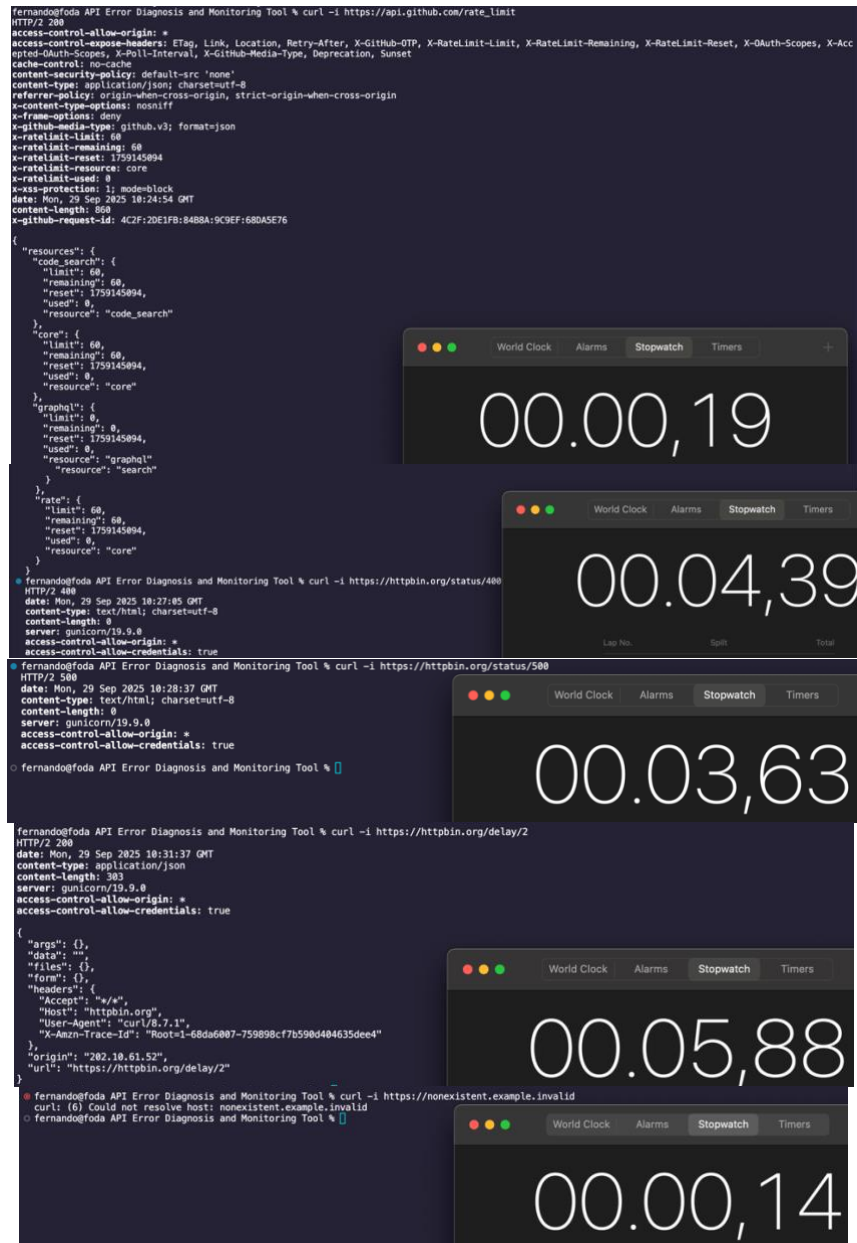 fernando@foda API Error Diagnosis and Monitoring Tool % curl -i https://api.github.com/rate_limit
HTTP/2 200
access-control-allow-origin: *
access-control-expose-headers: ETag, Link, Location, Retry-After, X-GitHub-OTP, X-RateLimit-Limit, X-RateLimit-Remaining, X-RateLimit-Reset, X-OAuth-Scopes, X-Acc
epted-OAuth-Scopes, X-Poll-Interval, X-GitHub-Media-Type, Deprecation, Sunset
cache-control: no-cache
content-security-policy: default-src 'none'
content-type: application/json; charset=utf-8
referrer-policy: origin-when-cross-origin, strict-origin-when-cross-origin
x-content-type-options: nosniff
x-frame-options: deny
x-github-media-type: github.v3; format=json
x-ratelimit-limit: 60
x-ratelimit-remaining: 60
x-ratelimit-reset: 1759145094
x-ratelimit-resource: core
x-ratelimit-used: 0
x-xss-protection: 1; mode=block
date: Mon, 29 Sep 2025 10:24:54 GMT
content-length: 860
x-github-request-id: 4C2F:2DE1FB:84B8A:9C9EF:68DA5E76
{
"resources": {
"code_search": {
"limit": 60,
"remaining": 60,
"reset": 1759145094,
"used": 0,
"resource": "code_search"
},
"core": {
"limit": 60,
"remaining": 60,
"reset": 1759145094,
"used": 0,
"resource": "core"
},
"graphql": {
"limit": 0,
"remaining": 0,
"reset": 1759145094,
"used": 0,
"resource": "graphql"
World Clock Alarms Stopwatch Timers +
00.00,19
"resource": "search"
}
},
"rate": {
"limit": 60,
"remaining": 60,
"reset": 1759145094,
"used": 0,
"resource": "core"
}
}
fernando@foda API Error Diagnosis and Monitoring Tool % curl -i https://httpbin.org/status/400
HTTP/2 400
date: Mon, 29 Sep 2025 10:27:05 GMT
content-type: text/html; charset=utf-8
content-length: 0
server: gunicorn/19.9.0
access-control-allow-origin: *
access-control-allow-credentials: true
World Clock Alarms Stopwatch Timers
00.04,39
Lap No. Split Total
fernando@foda API Error Diagnosis and Monitoring Tool % curl -i https://httpbin.org/status/500
HTTP/2 500
date: Mon, 29 Sep 2025 10:28:37 GMT
content-type: text/html; charset=utf-8
content-length: 0
server: gunicorn/19.9.0
access-control-allow-origin: *
access-control-allow-credentials: true
fernando@foda API Error Diagnosis and Monitoring Tool %
World Clock Alarms Stopwatch Timers
00.03,63
fernando@foda API Error Diagnosis and Monitoring Tool % curl -i https://httpbin.org/delay/2
HTTP/2 200
date: Mon, 29 Sep 2025 10:31:37 GMT
content-type: application/json
content-length: 303
server: gunicorn/19.9.0
access-control-allow-origin: *
access-control-allow-credentials: true
{
"args": {},
"data": "",
"files": {},
"form": {},
"headers": {
"Accept": "*/*",
"Host": "httpbin.org",
"User-Agent": "curl/8.7.1",
"X-Amzn-Trace-Id": "Root=1-68da6007-759898cf7b590d404635dee4"
},
"origin": "202.10.61.52",
"url": "https://httpbin.org/delay/2"
}
World Clock Alarms Stopwatch Timers
00.05,88
fernando@foda API Error Diagnosis and Monitoring Tool % curl -i https://nonexistent.example.invalid
curl: (6) Could not resolve host: nonexistent.example.invalid
fernando@foda API Error Diagnosis and Monitoring Tool %
World Clock Alarms Stopwatch Timers
00.00,14